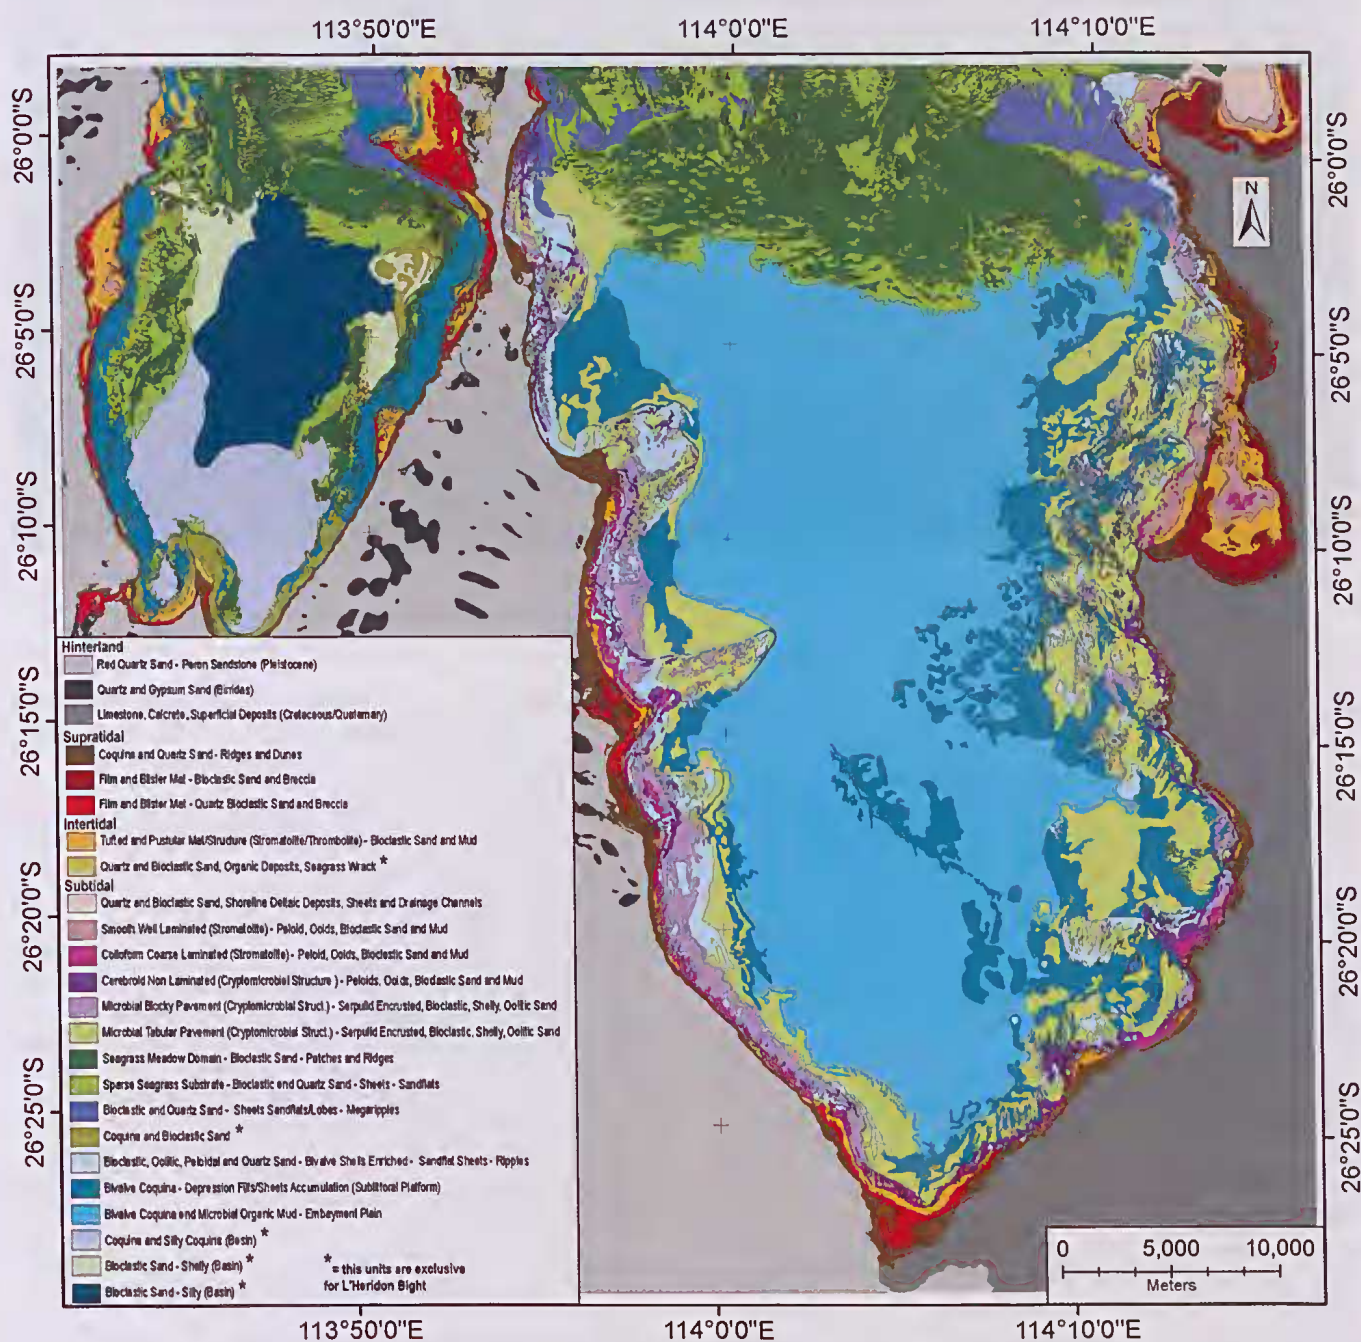 113°50'0"E 114°0'0"E 114°10'0"E
26°0'0"S
26°5'0"S
26°10'0"S
26°15'0"S
26°20'0"S
26°25'0"S
26°0'0"S
26°5'0"S
26°10'0"S
26°15'0"S
26°20'0"S
26°25'0"S
N
Hinterland
Red Quartz Sand - Peron Sandstone (Pleistocene)
Quartz and Gypsum Sand (Birridas)
Limestone, Calcrete, Superficial Deposits (Cretaceous/Quaternary)
Supratidal
Coquina and Quartz Sand - Ridges and Dunes
Film and Blister Mat - Bioclastic Sand and Breccia
Film and Blister Mat - Quartz Bioclastic Sand and Breccia
Intertidal
Tufted and Pustular Mat/Structure (Stromatolite/Thrombolite) - Bioclastic Sand and Mud
Quartz and Bioclastic Sand, Organic Deposits, Seagrass Wrack *
Subtidal
Quartz and Bioclastic Sand, Shoreline Deltaic Deposits, Sheets and Drainage Channels
Smooth Well Laminated (Stromatolite) - Peloid, Ooids, Bioclastic Sand and Mud
Colloform Coarse Laminated (Stromatolite) - Peloid, Ooids, Bioclastic Sand and Mud
Cerebroid Non Laminated (Cryptomicrobial Structure ) - Peloids, Ooids, Bioclastic Sand and Mud
Microbial Blocky Pavement (Cryptomicrobial Struct.) - Serpulid Encrusted, Bioclastic, Shelly, Oolitic Sand
Microbial Tabular Pavement (Cryptomicrobial Struct.) - Serpulid Encrusted, Bioclastic, Shelly, Oolitic Sand
Seagrass Meadow Domain - Bioclastic Sand - Patches and Ridges
Sparse Seagrass Substrate - Bioclastic and Quartz Sand - Sheets - Sandflats
Bioclastic and Quartz Sand - Sheets Sandflats/Lobes - Megaripples
Coquina and Bioclastic Sand *
Bioclastic, Oolitic, Peloidal and Quartz Sand - Bivalve Shells Enriched - Sandflat Sheets - Ripples
Bivalve Coquina - Depression Fills/Sheets Accumulation (Sublittoral Platform)
Bivalve Coquina and Microbial Organic Mud - Embayment Plain
Coquina and Silty Coquina (Basin) *
Bioclastic Sand - Shelly (Basin) *
Bioclastic Sand - Silty (Basin) *
* = this units are exclusive
for L'Heridon Bight
0 5,000 10,000
Meters
113°50'0"E 114°0'0"E 114°10'0"E